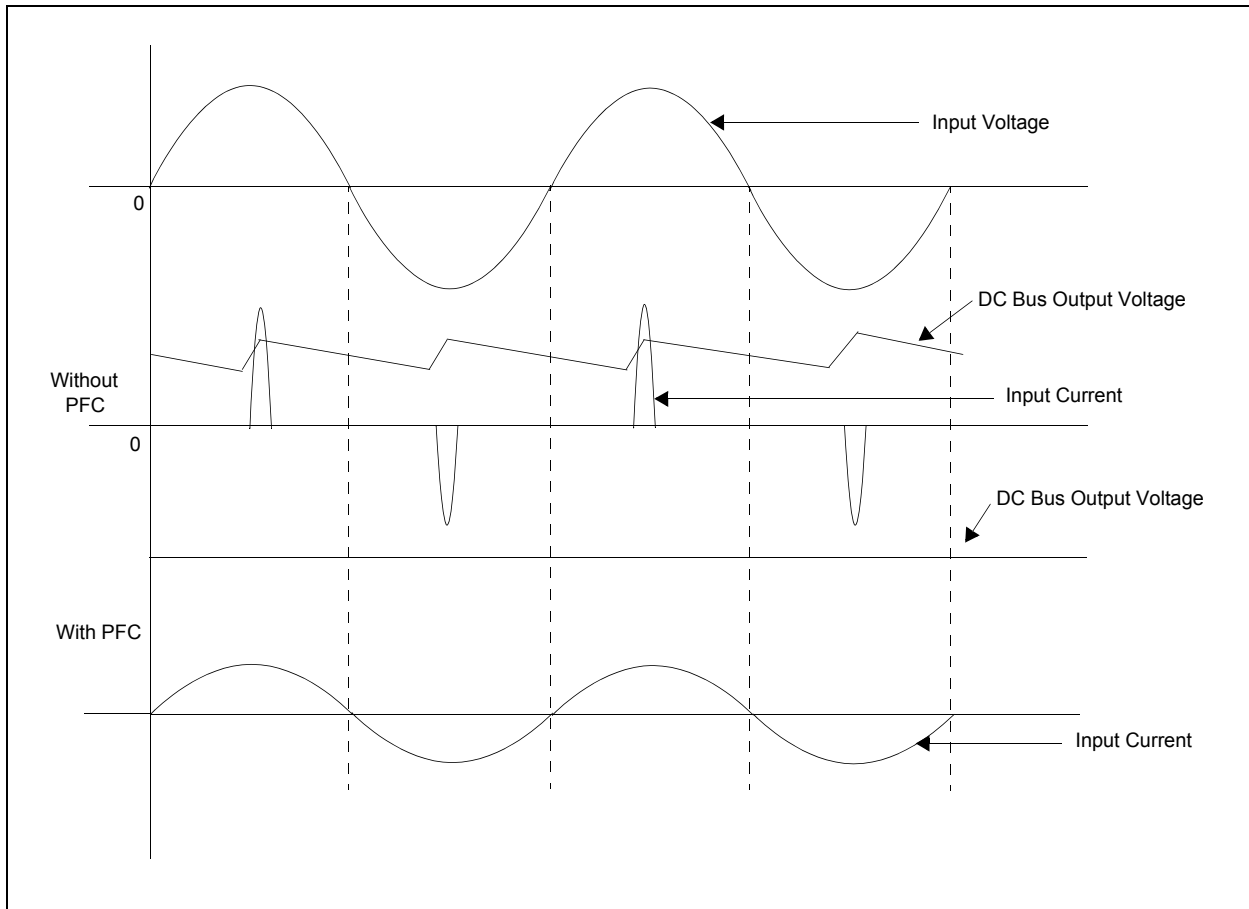 Input Voltage
0
DC Bus Output Voltage
Without
PFC
Input Current
0
DC Bus Output Voltage
With PFC
Input Current